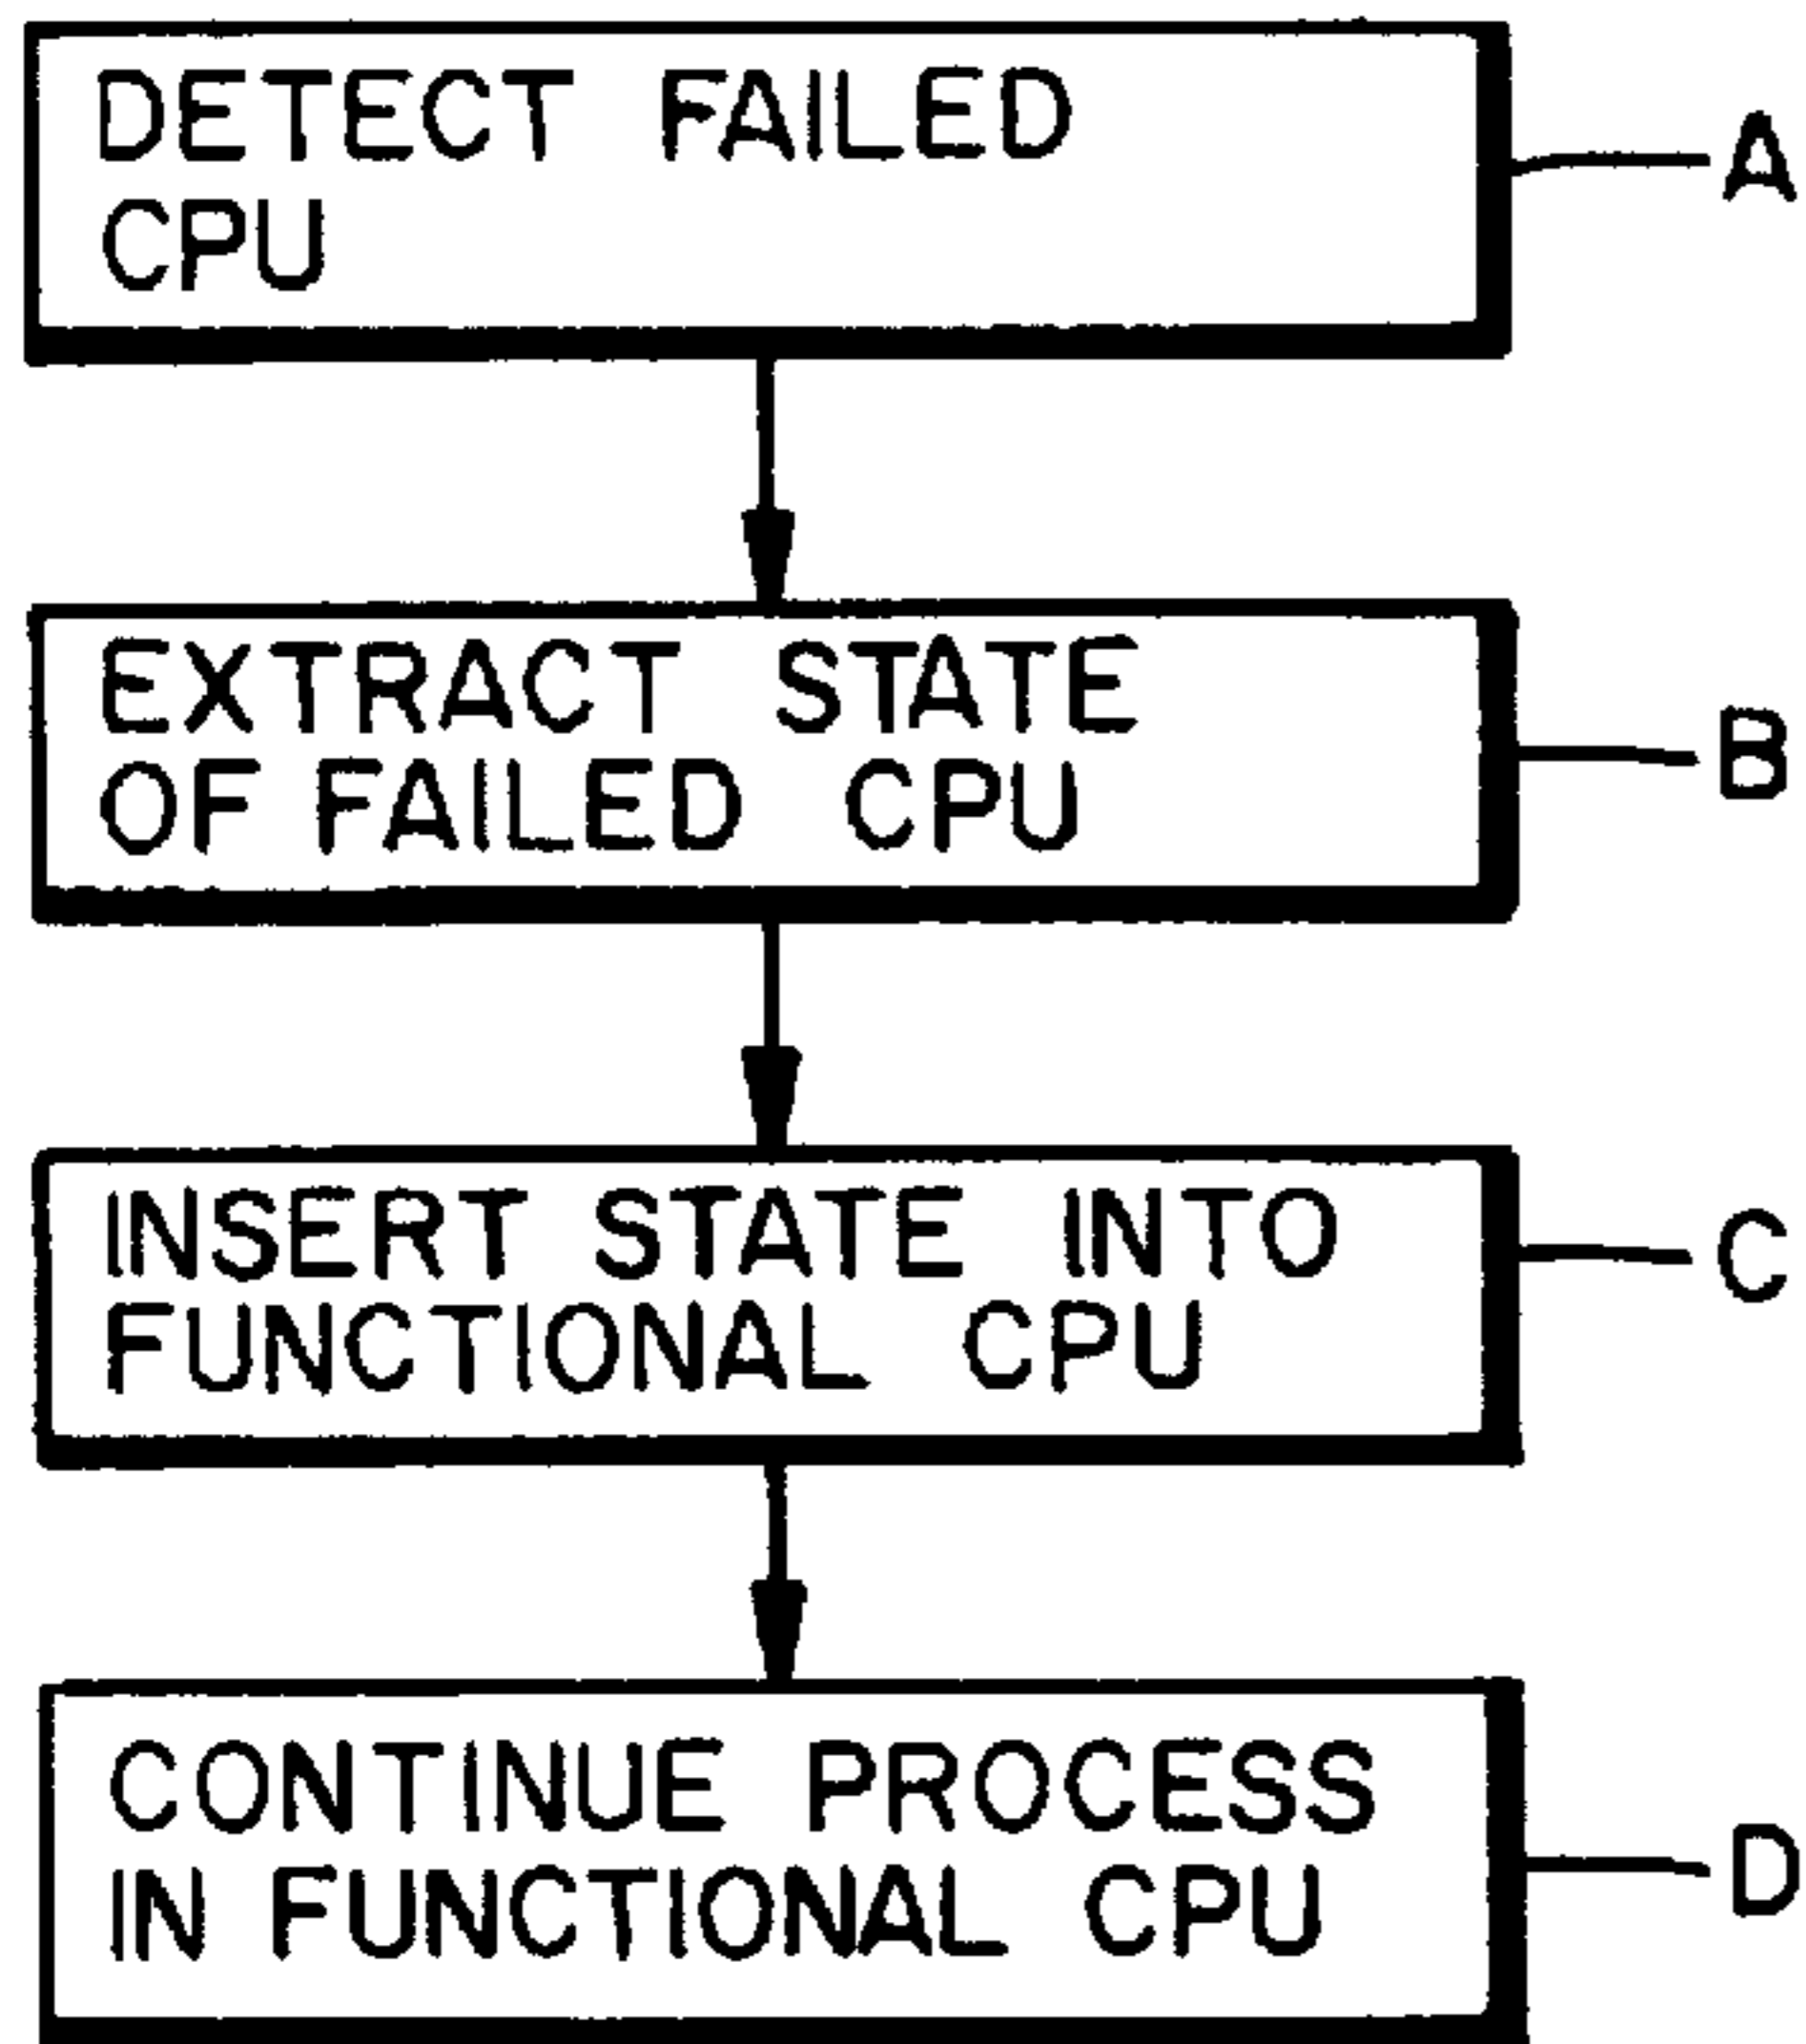 DETECT FAILED
CPU
A
EXTRACT STATE
OF FAILED CPU
B
INSERT STATE INTO
FUNCTIONAL CPU
C
CONTINUE PROCESS
IN FUNCTIONAL CPU
D